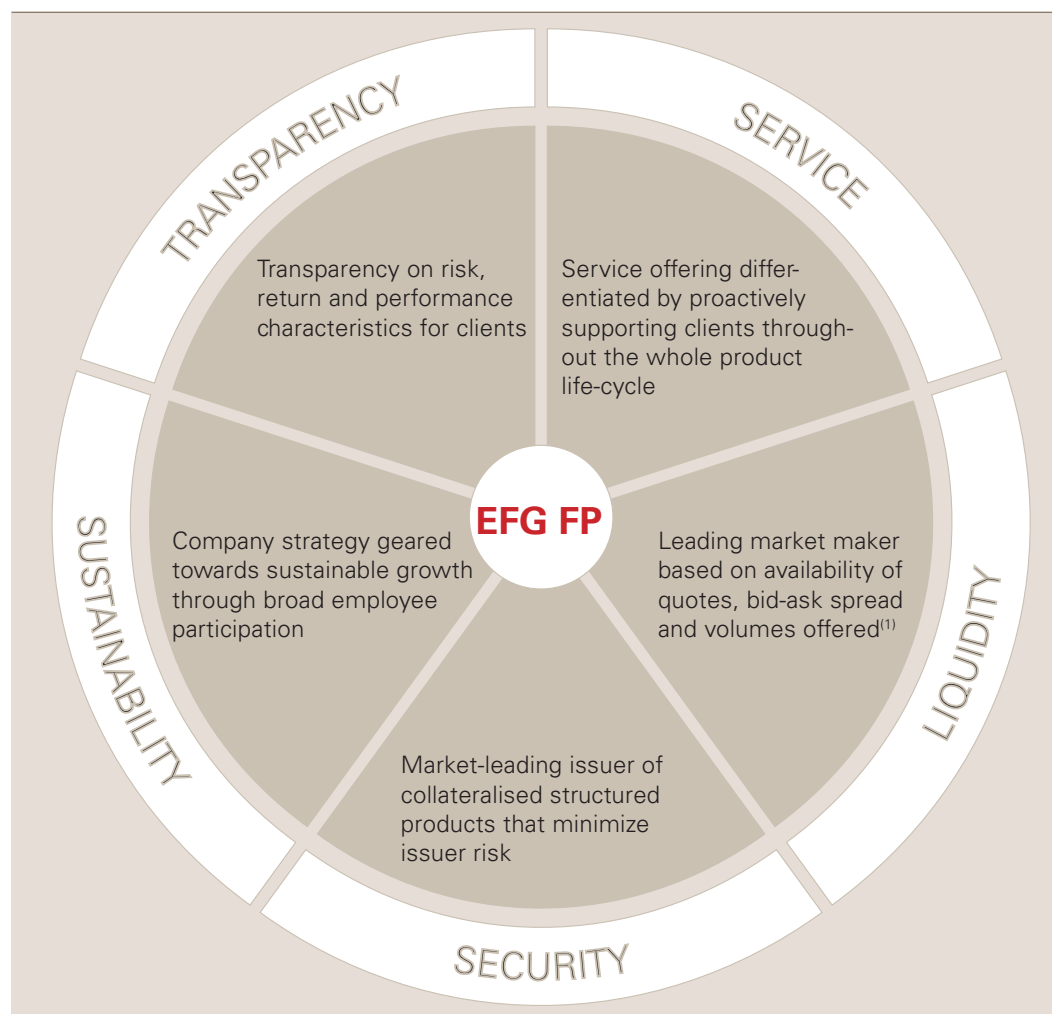 TRANSPARENCY
Transparency on risk,
return and performance
characteristics for clients
SERVICE
Service offering differ-
entiated by proactively
supporting clients through-
out the whole product
life-cycle
EFG FP
SUSTAINABILITY
Company strategy geared
towards sustainable growth
through broad employee
participation
LIQUIDITY
Leading market maker
based on availability of
quotes, bid-ask spread
and volumes offered(1)
Market-leading issuer of
collateralised structured
products that minimize
issuer risk
SECURITY